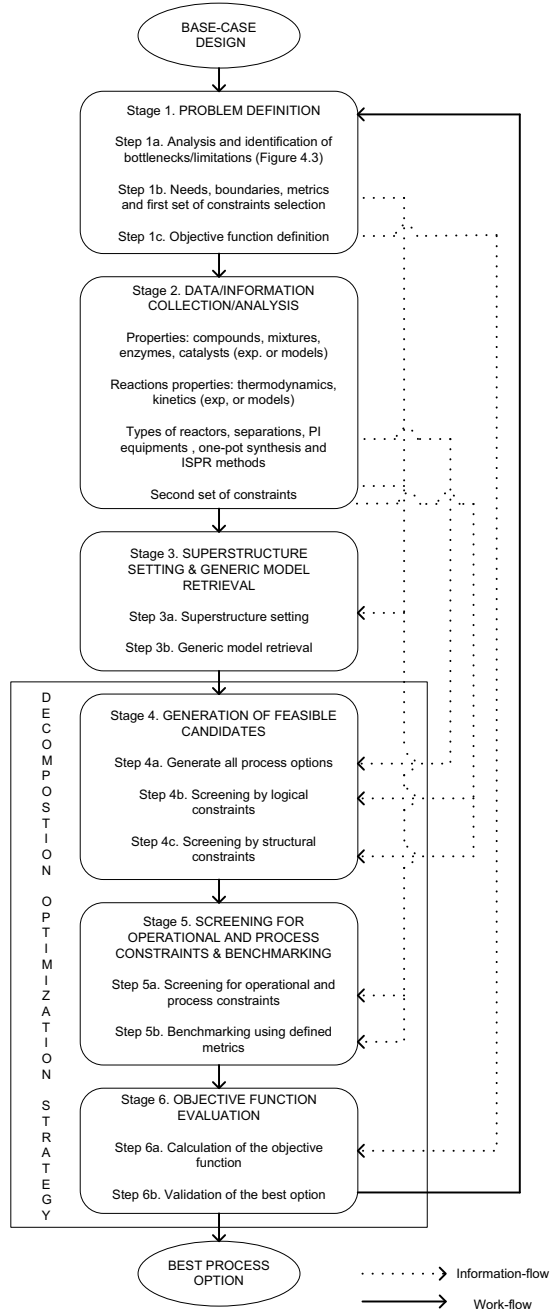 BASE-CASE
DESIGN
Stage 1. PROBLEM DEFINITION
Step 1a. Analysis and identification of
bottlenecks/limitations (Figure 4.3)
Step 1b. Needs, boundaries, metrics
and first set of constraints selection
Step 1c. Objective function definition
Stage 2. DATA/INFORMATION
COLLECTION/ANALYSIS
Properties: compounds, mixtures,
enzymes, catalysts (exp. or models)
Reactions properties: thermodynamics,
kinetics (exp, or models)
Types of reactors, separations, PI
equipments , one-pot synthesis and
ISPR methods
Second set of constraints
Stage 3. SUPERSTRUCTURE
SETTING & GENERIC MODEL
RETRIEVAL
Step 3a. Superstructure setting
Step 3b. Generic model retrieval
DECOMPOSTION OPTIMIZATION STRATEGY
Stage 4. GENERATION OF FEASIBLE
CANDIDATES
Step 4a. Generate all process options
Step 4b. Screening by logical
constraints
Step 4c. Screening by structural
constraints
Stage 5. SCREENING FOR
OPERATIONAL AND PROCESS
CONSTRAINTS & BENCHMARKING
Step 5a. Screening for operational and
process constraints
Step 5b. Benchmarking using defined
metrics
Stage 6. OBJECTIVE FUNCTION
EVALUATION
Step 6a. Calculation of the objective
function
Step 6b. Validation of the best option
BEST PROCESS
OPTION
Information-flow
Work-flow